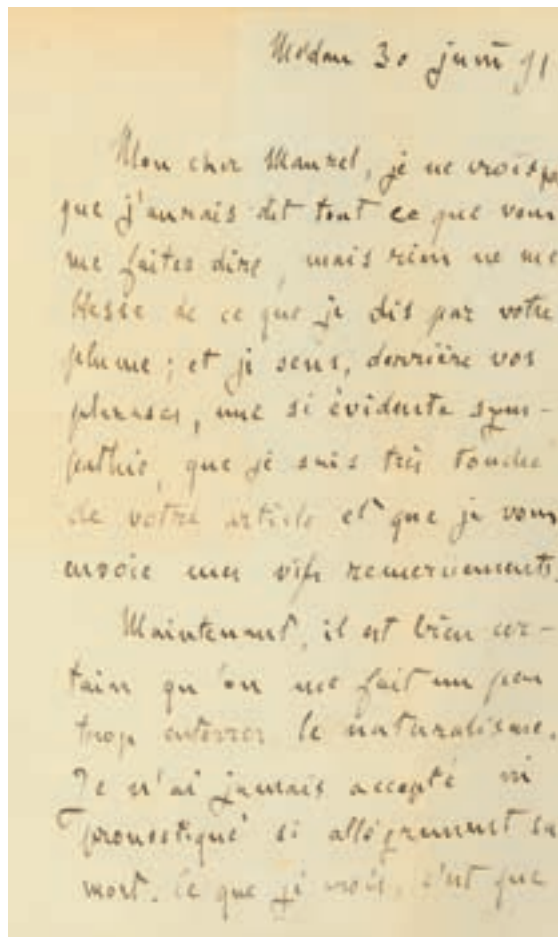 Médan 30 juin 91
Mon cher Mauzel, je ne crois pas
que j'aurais dit tout ce que vous
me faites dire, mais rien ne me
blesse de ce que je dis par votre
plume ; et je sens, derrière vos
phrases, une si évidente sym-
pathie, que je suis très touché
de votre article et que je vous
envoie mes vifs remerciements.
Maintenant, il est bien cer-
tain qu'on me fait un peu
trop enterrer le naturalisme.
Je n'ai jamais accepté ni
pronostiqué si allégrement sa
mort. Ce que je crois, c'est que